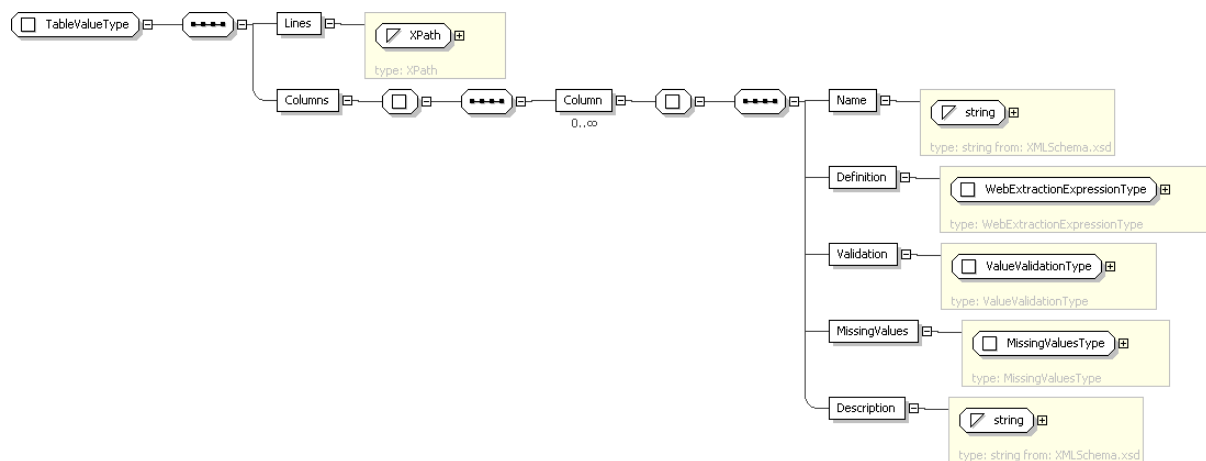 TableValueType
Lines
XPath
type: XPath
Columns
Column
0..∞
Name
string
type: string from: XMLSchema.xsd
Definition
WebExtractionExpressionType
type: WebExtractionExpressionType
Validation
ValueValidationType
type: ValueValidationType
MissingValues
MissingValuesType
type: MissingValuesType
Description
string
type: string from: XMLSchema.xsd